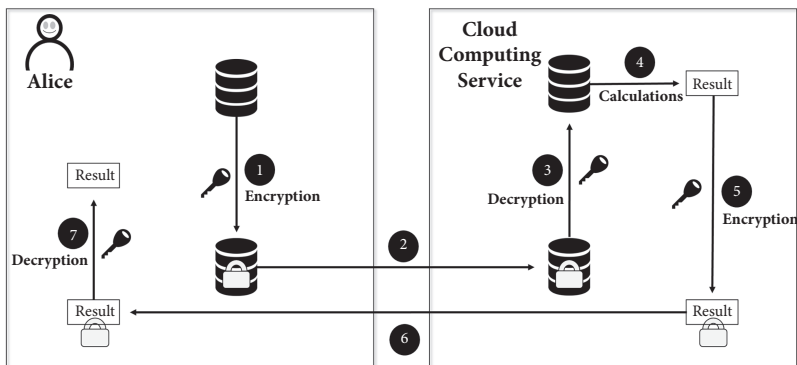 Alice
Cloud
Computing
Service
4
Calculations
Result
1
Encryption
3
Decryption
5
Encryption
Result
7
Decryption
2
Result
Result
6